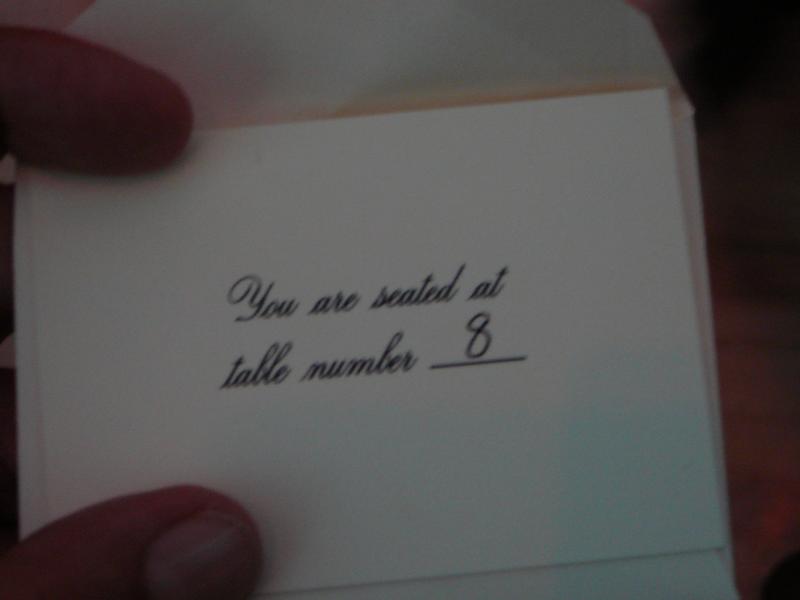 You are seated at
table number 8